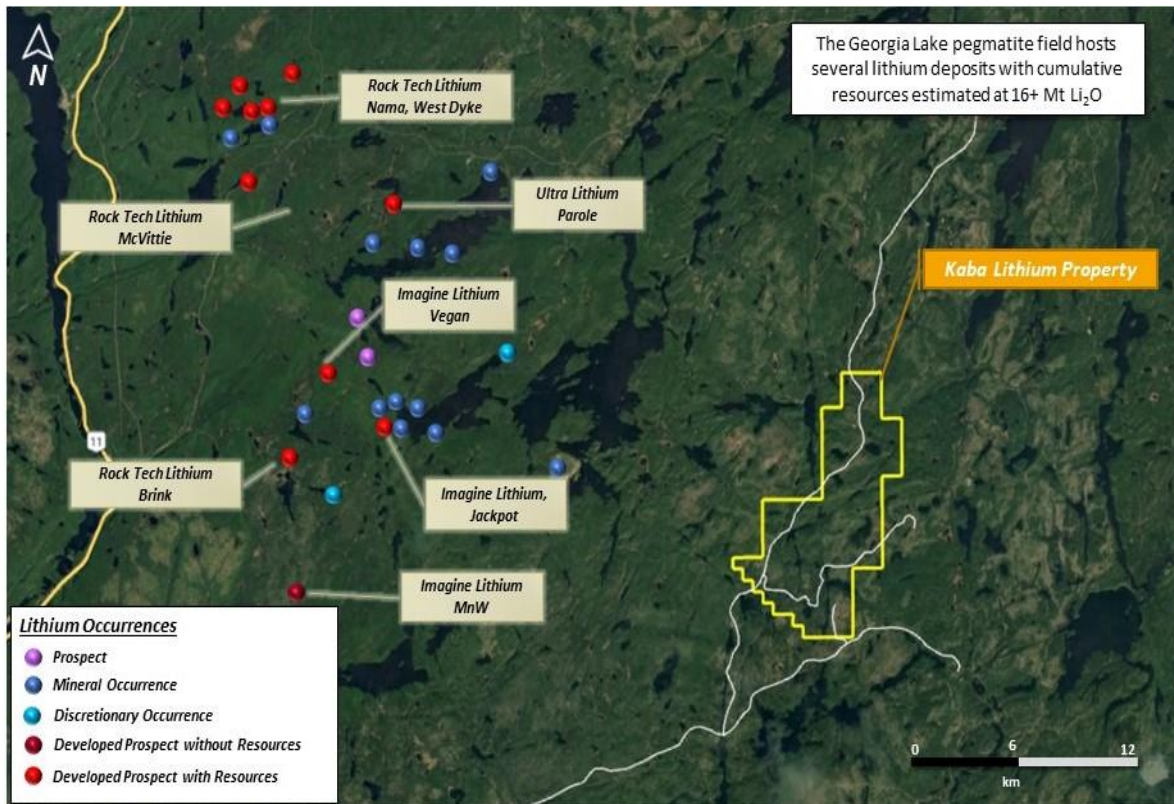 N
The Georgia Lake pegmatite field hosts
several lithium deposits with cumulative
resources estimated at 16+ Mt Li₂O
Rock Tech Lithium
Nama, West Dyke
Ultra Lithium
Parole
Rock Tech Lithium
McVittie
Kaba Lithium Property
Imagine Lithium
Vegan
11
Rock Tech Lithium
Brink
Imagine Lithium,
Jackpot
Imagine Lithium
MnW
Lithium Occurrences
Prospect
Mineral Occurrence
Discretionary Occurrence
Developed Prospect without Resources
Developed Prospect with Resources
0 6 12
km